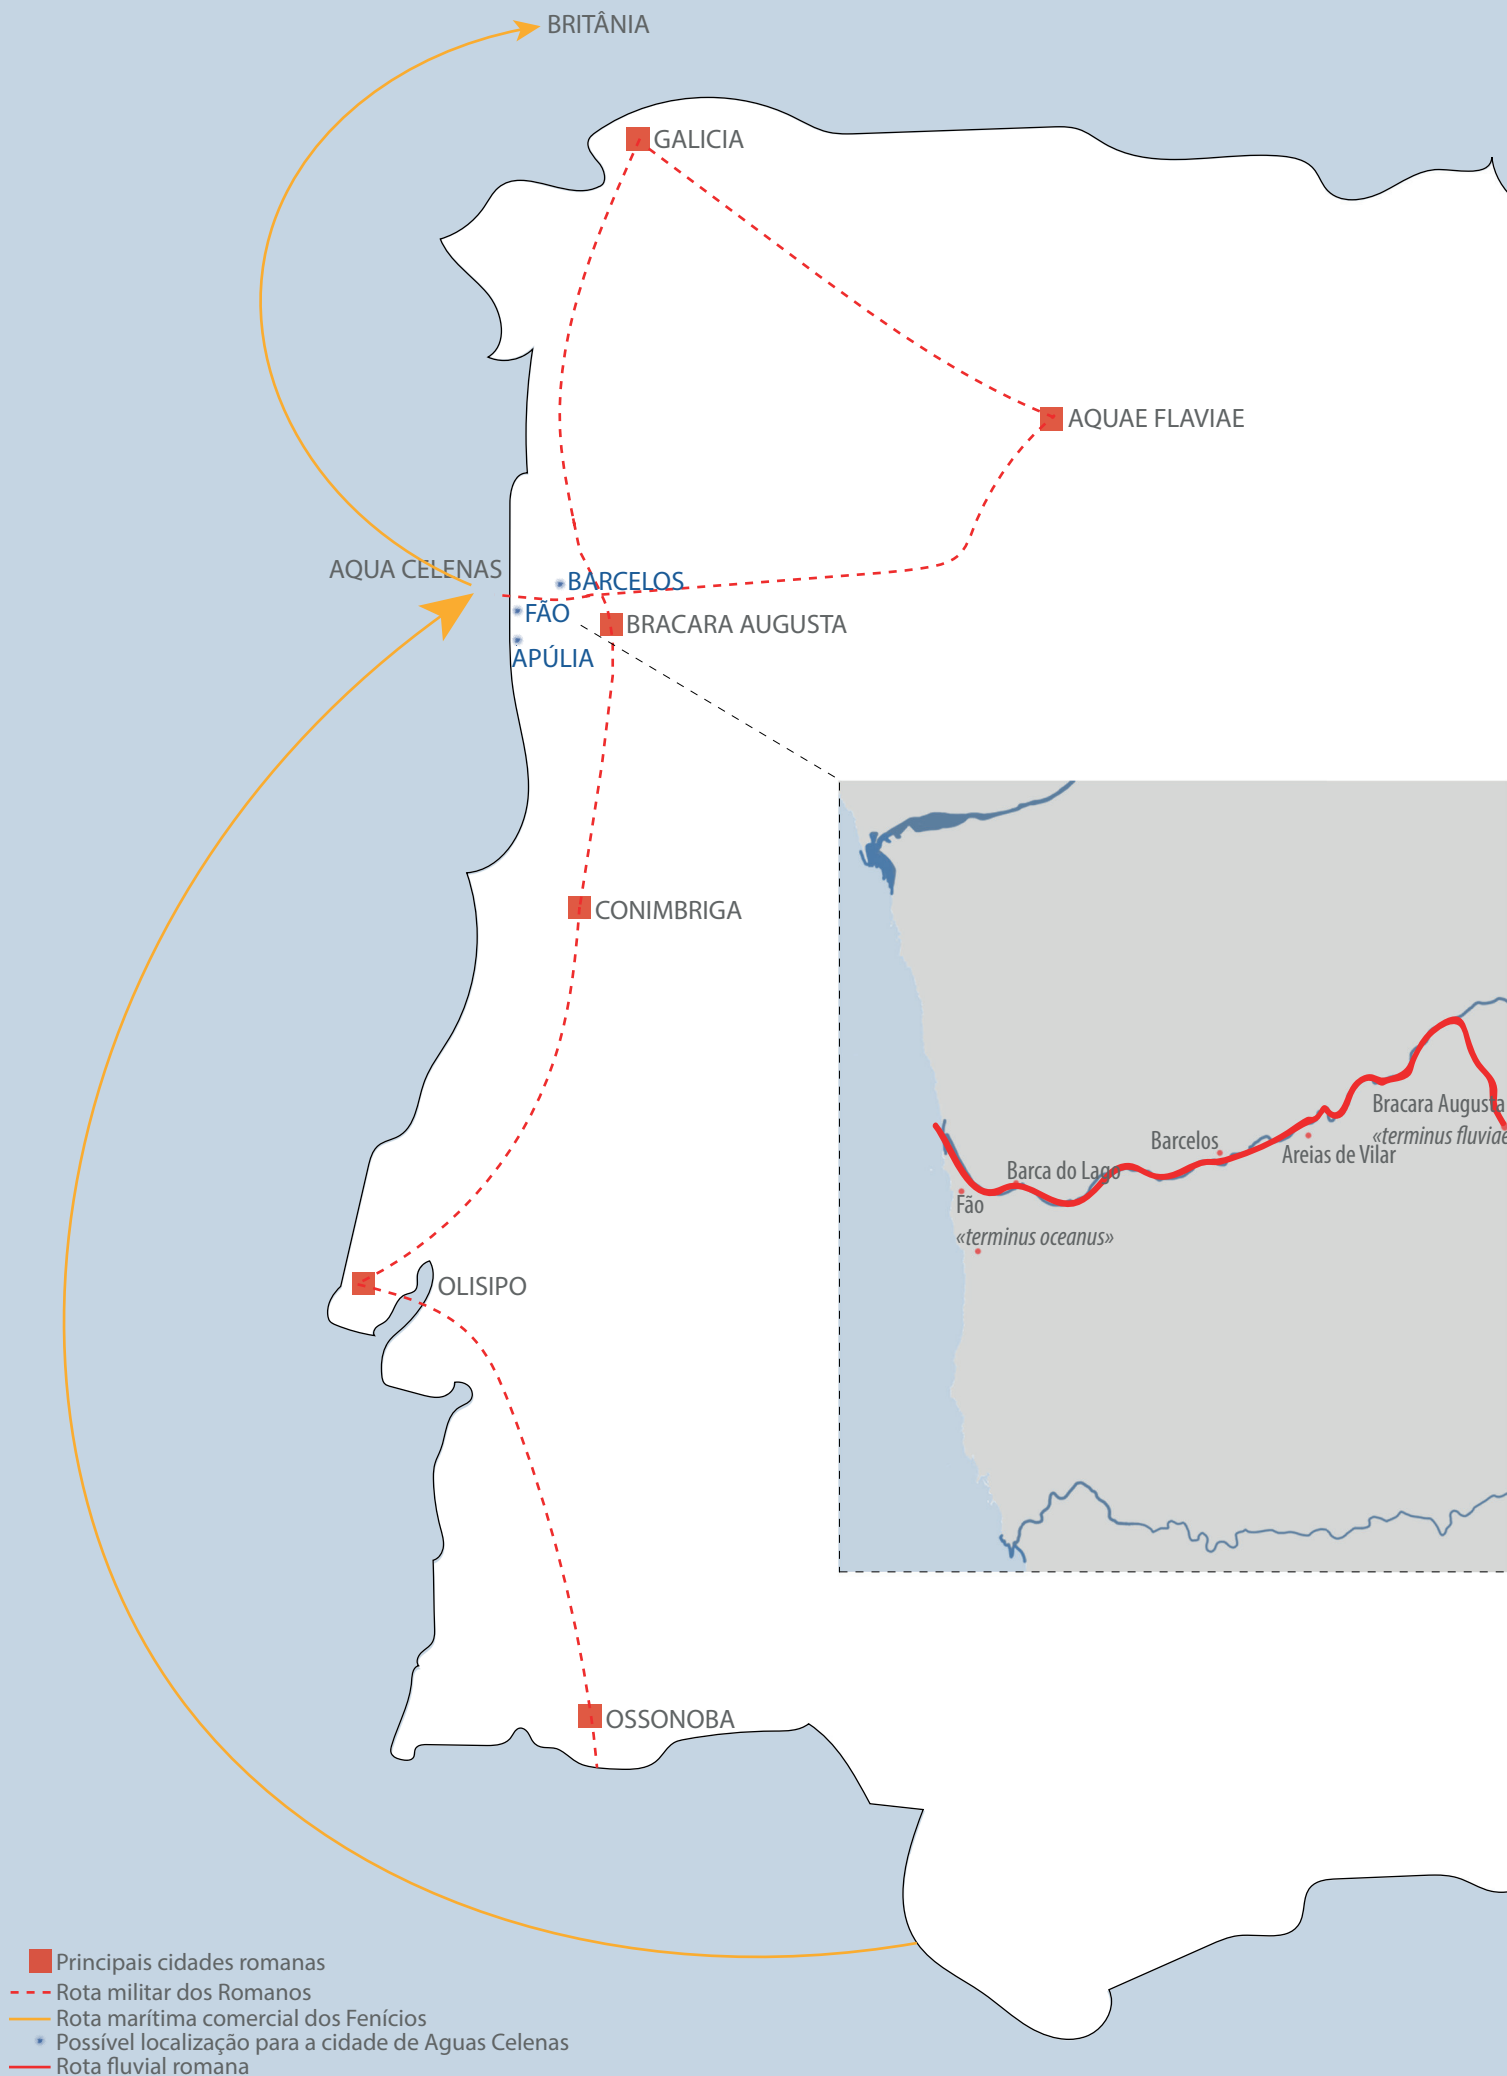 BRITÂNIA
GALICIA
AQUAE FLAVIAE
AQUA CELENAS
BARCELOS
FÃO
BRACARA AUGUSTA
APÚLIA
CONIMBRIGA
Bracara Augusta
«terminus fluviae
Barcelos
Areias de Vilar
Barca do Lago
Fão
«terminus oceanus»
OLISIPO
OSSONOBA
Principais cidades romanas
Rota militar dos Romanos
Rota marítima comercial dos Fenícios
Possível localização para a cidade de Aguas Celenas
Rota fluvial romana